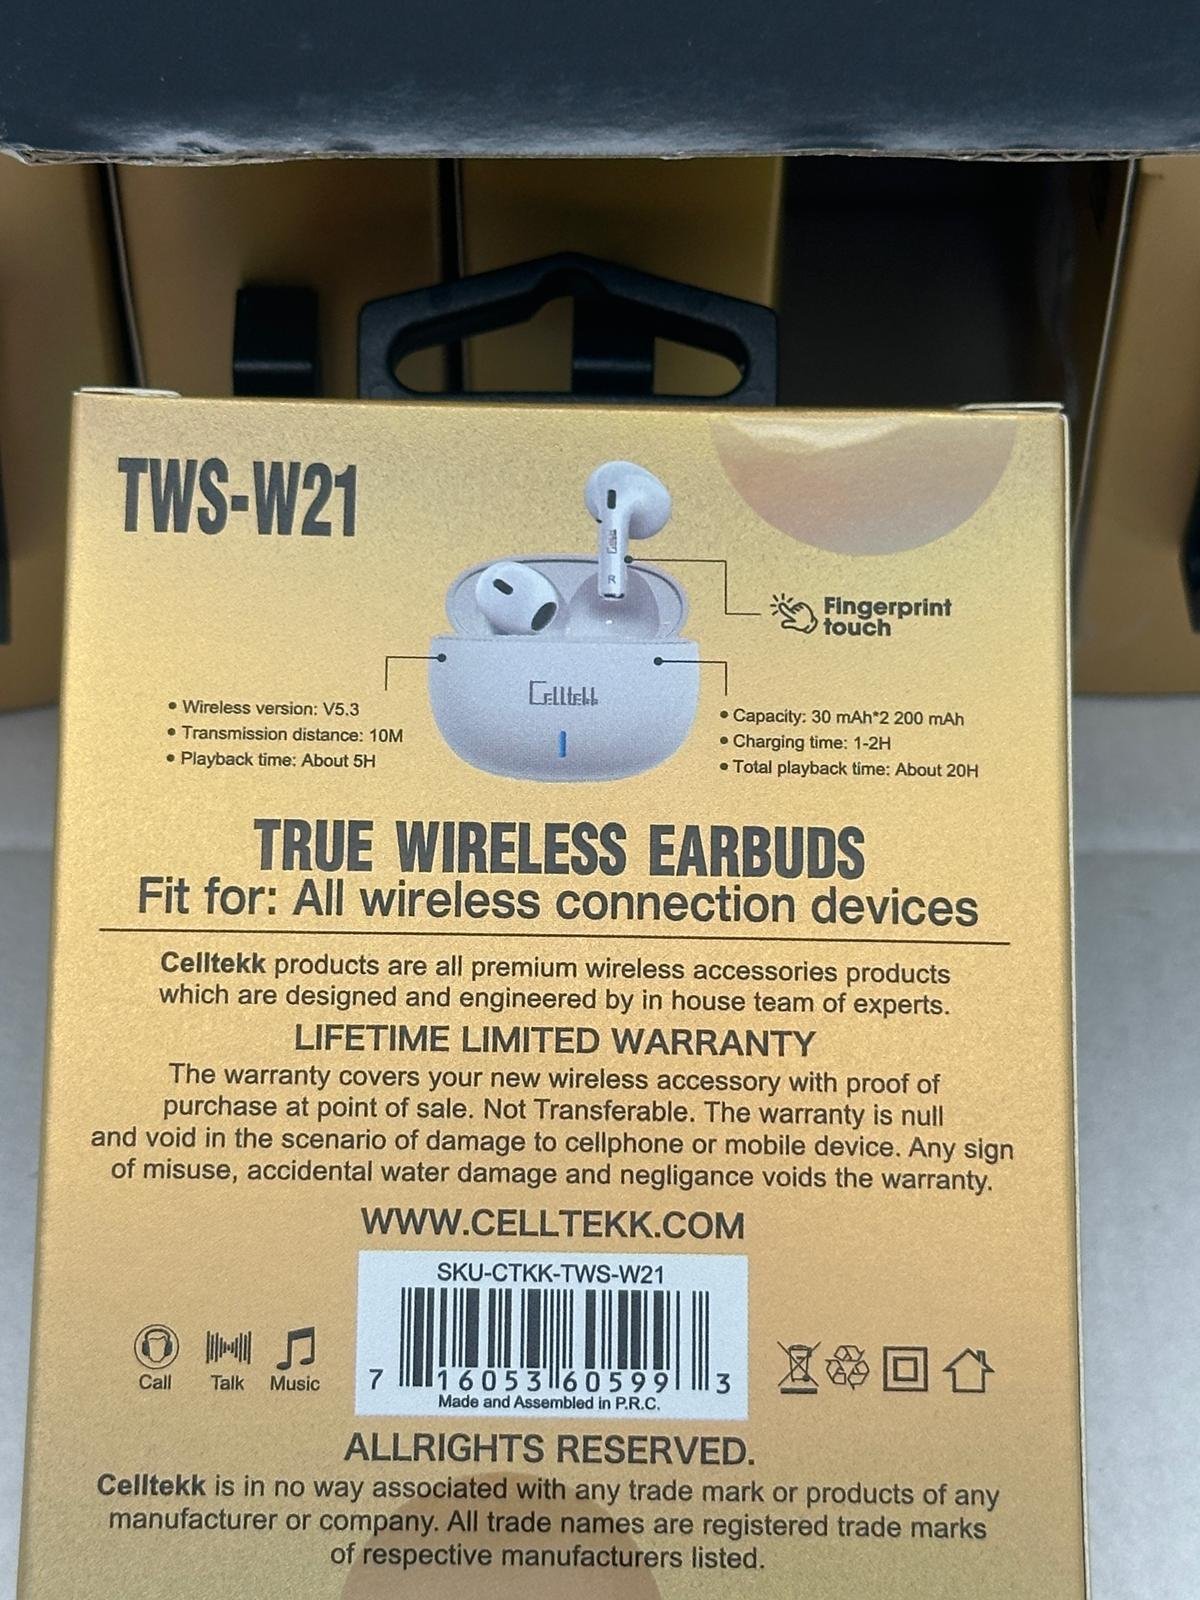 TWS-W21
Celltekk
R
Fingerprint
touch
Celltekk
• Wireless version: V5.3
• Transmission distance: 10M
• Playback time: About 5H
• Capacity: 30 mAh*2 200 mAh
• Charging time: 1-2H
• Total playback time: About 20H
TRUE WIRELESS EARBUDS
Fit for: All wireless connection devices
Celltekk products are all premium wireless accessories products
which are designed and engineered by in house team of experts.
LIFETIME LIMITED WARRANTY
The warranty covers your new wireless accessory with proof of
purchase at point of sale. Not Transferable. The warranty is null
and void in the scenario of damage to cellphone or mobile device. Any sign
of misuse, accidental water damage and negligance voids the warranty.
WWW.CELLTEKK.COM
SKU-CTKK-TWS-W21
7 16053 60599 3
Made and Assembled in P.R.C.
Call Talk Music
ALLRIGHTS RESERVED.
Celltekk is in no way associated with any trade mark or products of any
manufacturer or company. All trade names are registered trade marks
of respective manufacturers listed.